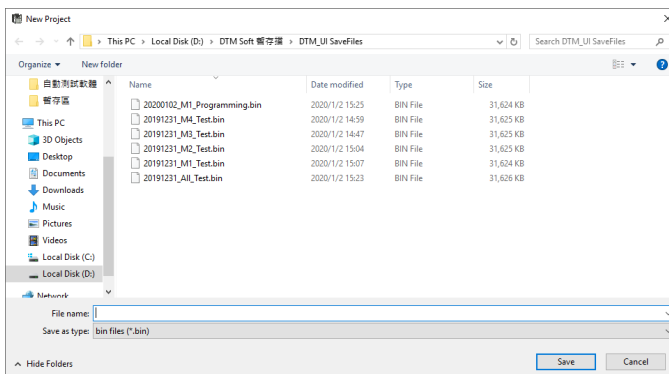 New Project
This PC > Local Disk (D:) > DTM Soft 暫存擋 > DTM_UI SaveFiles
Search DTM_UI SaveFiles
Organize
New folder
Name Date modified Type Size
自動測試軟體
暫存區
This PC
3D Objects
Desktop
Documents
Downloads
Music
Pictures
Videos
Local Disk (C:)
Local Disk (D:)
Network
20200102_M1_Programming.bin 2020/1/2 15:25 BIN File 31,624 KB
20191231_M4_Test.bin 2020/1/2 14:59 BIN File 31,625 KB
20191231_M3_Test.bin 2020/1/2 14:47 BIN File 31,625 KB
20191231_M2_Test.bin 2020/1/2 15:04 BIN File 31,625 KB
20191231_M1_Test.bin 2020/1/2 15:07 BIN File 31,624 KB
20191231_All_Test.bin 2020/1/2 15:23 BIN File 31,626 KB
File name:
Save as type: bin files (*.bin)
Hide Folders
Save
Cancel